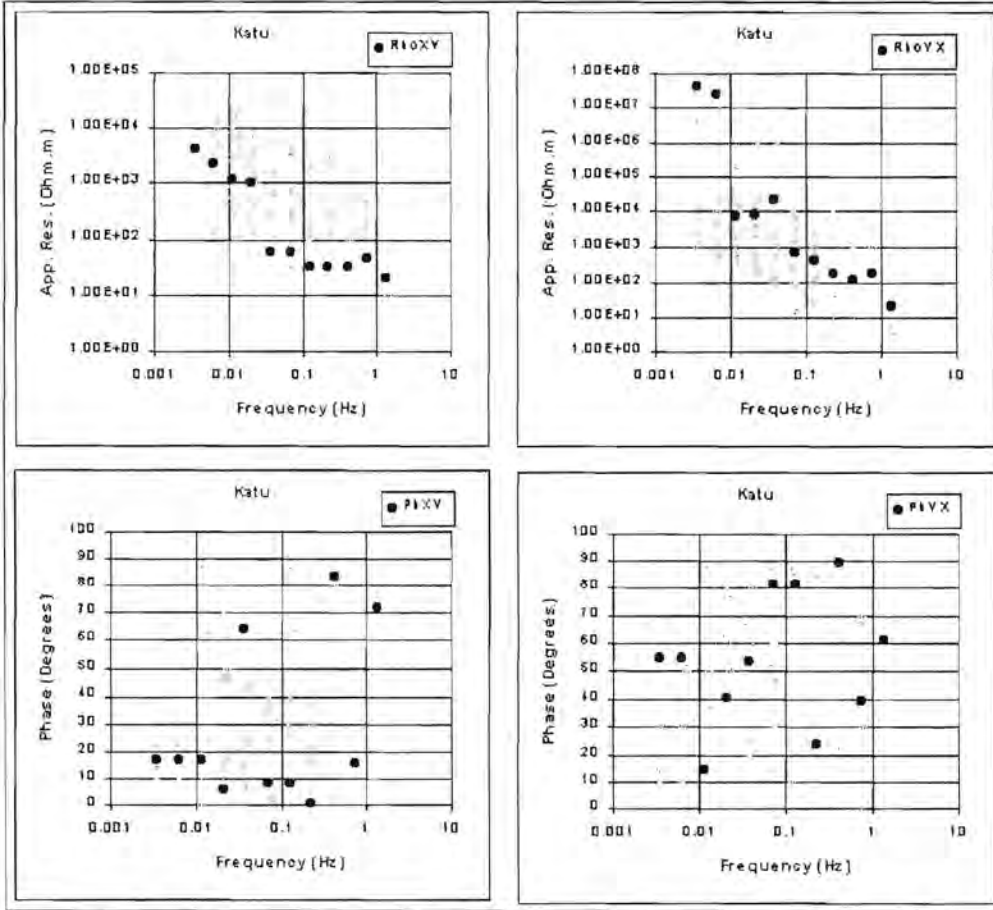 Katu
RhoXY
1.00E+05
1.00E+04
1.00E+03
1.00E+02
1.00E+01
1.00E+00
App. Res. (Ohm.m)
0.001 0.01 0.1 1 10
Frequency (Hz)
Katu
RhoYX
1.00E+08
1.00E+07
1.00E+06
1.00E+05
1.00E+04
1.00E+03
1.00E+02
1.00E+01
1.00E+00
App. Res. (Ohm.m)
0.001 0.01 0.1 1 10
Frequency (Hz)
Katu
PhXY
100
90
80
70
60
50
40
30
20
10
0
Phase (Degrees)
0.001 0.01 0.1 1 10
Frequency (Hz)
Katu
PhYX
100
90
80
70
60
50
40
30
20
10
0
Phase (Degrees)
0.001 0.01 0.1 1 10
Frequency (Hz)